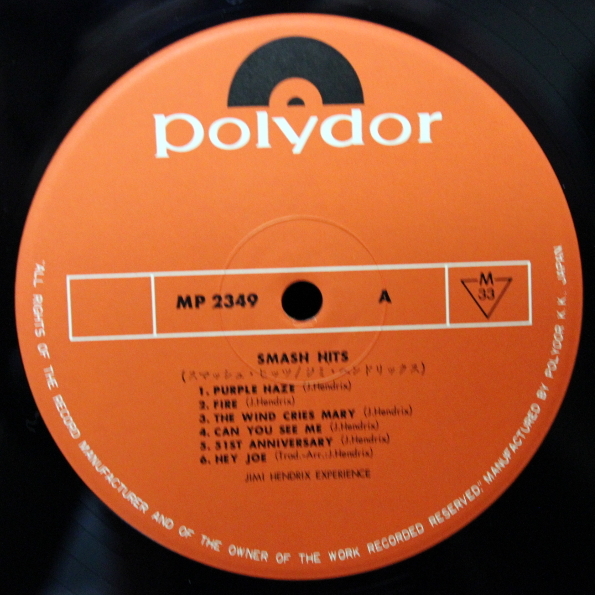 polydor
MP 2349
A
M
33
SMASH HITS
(スマッシュ・ヒッツ/ジミ・ヘンドリックス)
1. PURPLE HAZE (J.Hendrix)
2. FIRE (J.Hendrix)
3. THE WIND CRIES MARY (J.Hendrix)
4. CAN YOU SEE ME (J.Hendrix)
5. 51ST ANNIVERSARY (J.Hendrix)
6. HEY JOE (Trad.-Arr.-J.Hendrix)
JIMI HENDRIX EXPERIENCE
"ALL RIGHTS OF THE RECORD MANUFACTURER AND OF THE OWNER OF THE WORK RECORDED RESERVED." MANUFACTURED BY POLYDOR K.K. JAPAN